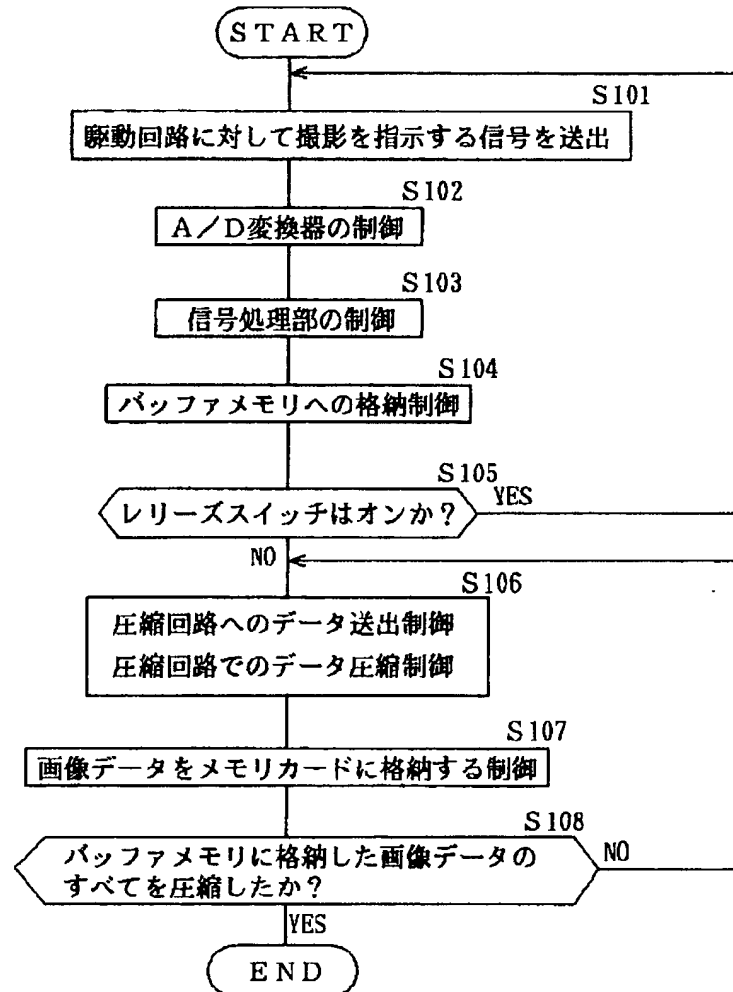 START
S101
駆動回路に対して撮影を指示する信号を送出
S102
A/D変換器の制御
S103
信号処理部の制御
S104
バッファメモリへの格納制御
S105
レリーズスイッチはオンか?
YES
NO
S106
圧縮回路へのデータ送出制御
圧縮回路でのデータ圧縮制御
S107
画像データをメモリカードに格納する制御
S108
バッファメモリに格納した画像データの
すべてを圧縮したか?
NO
YES
END